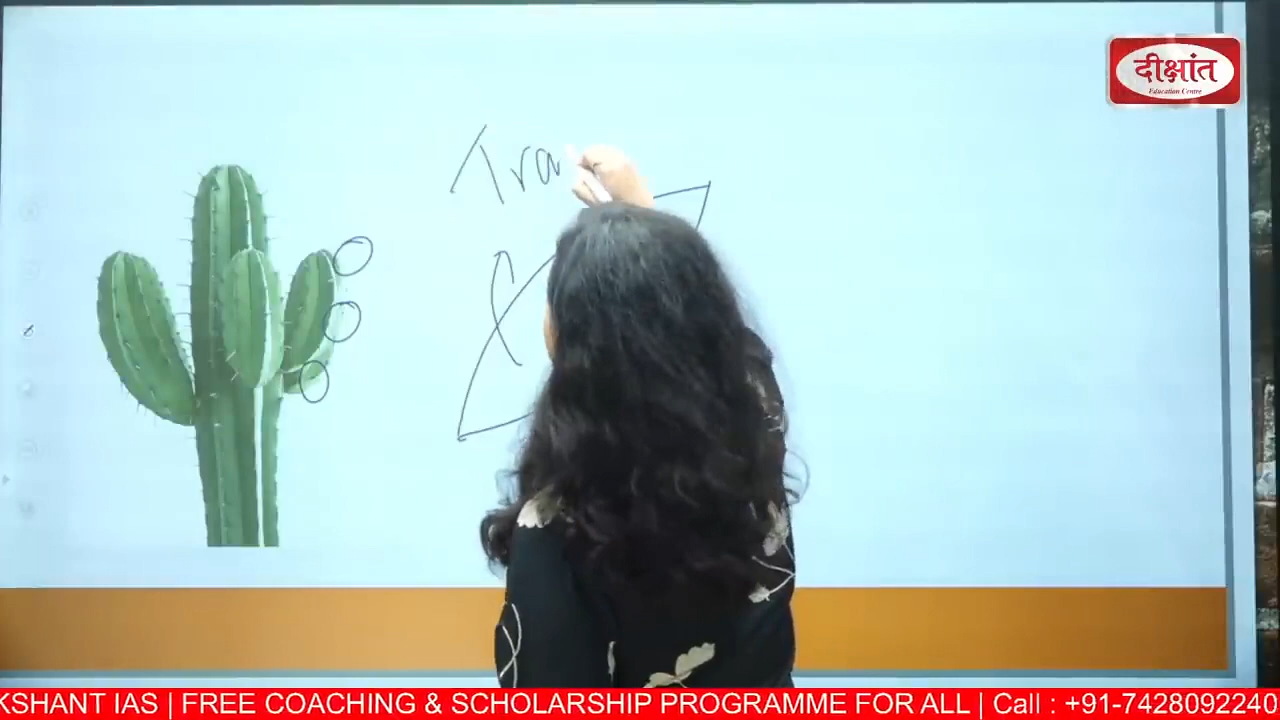 दीक्षांत
Education Centre
Tra
KSHANT IAS | FREE COACHING & SCHOLARSHIP PROGRAMME FOR ALL | Call : +91-7428092240